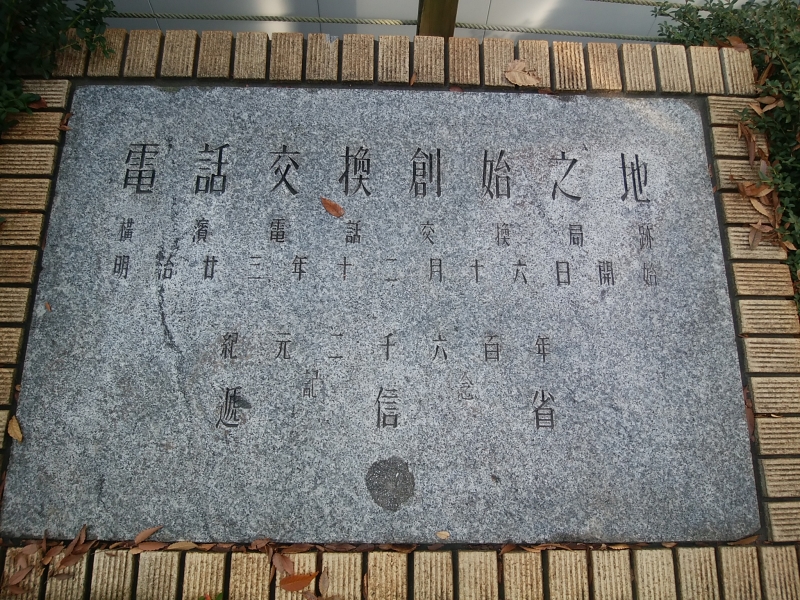 電話交換創始之地
横濱電話交換局跡
明治廿三年十二月十六日開始
紀元二千六百年
記念
逓信省